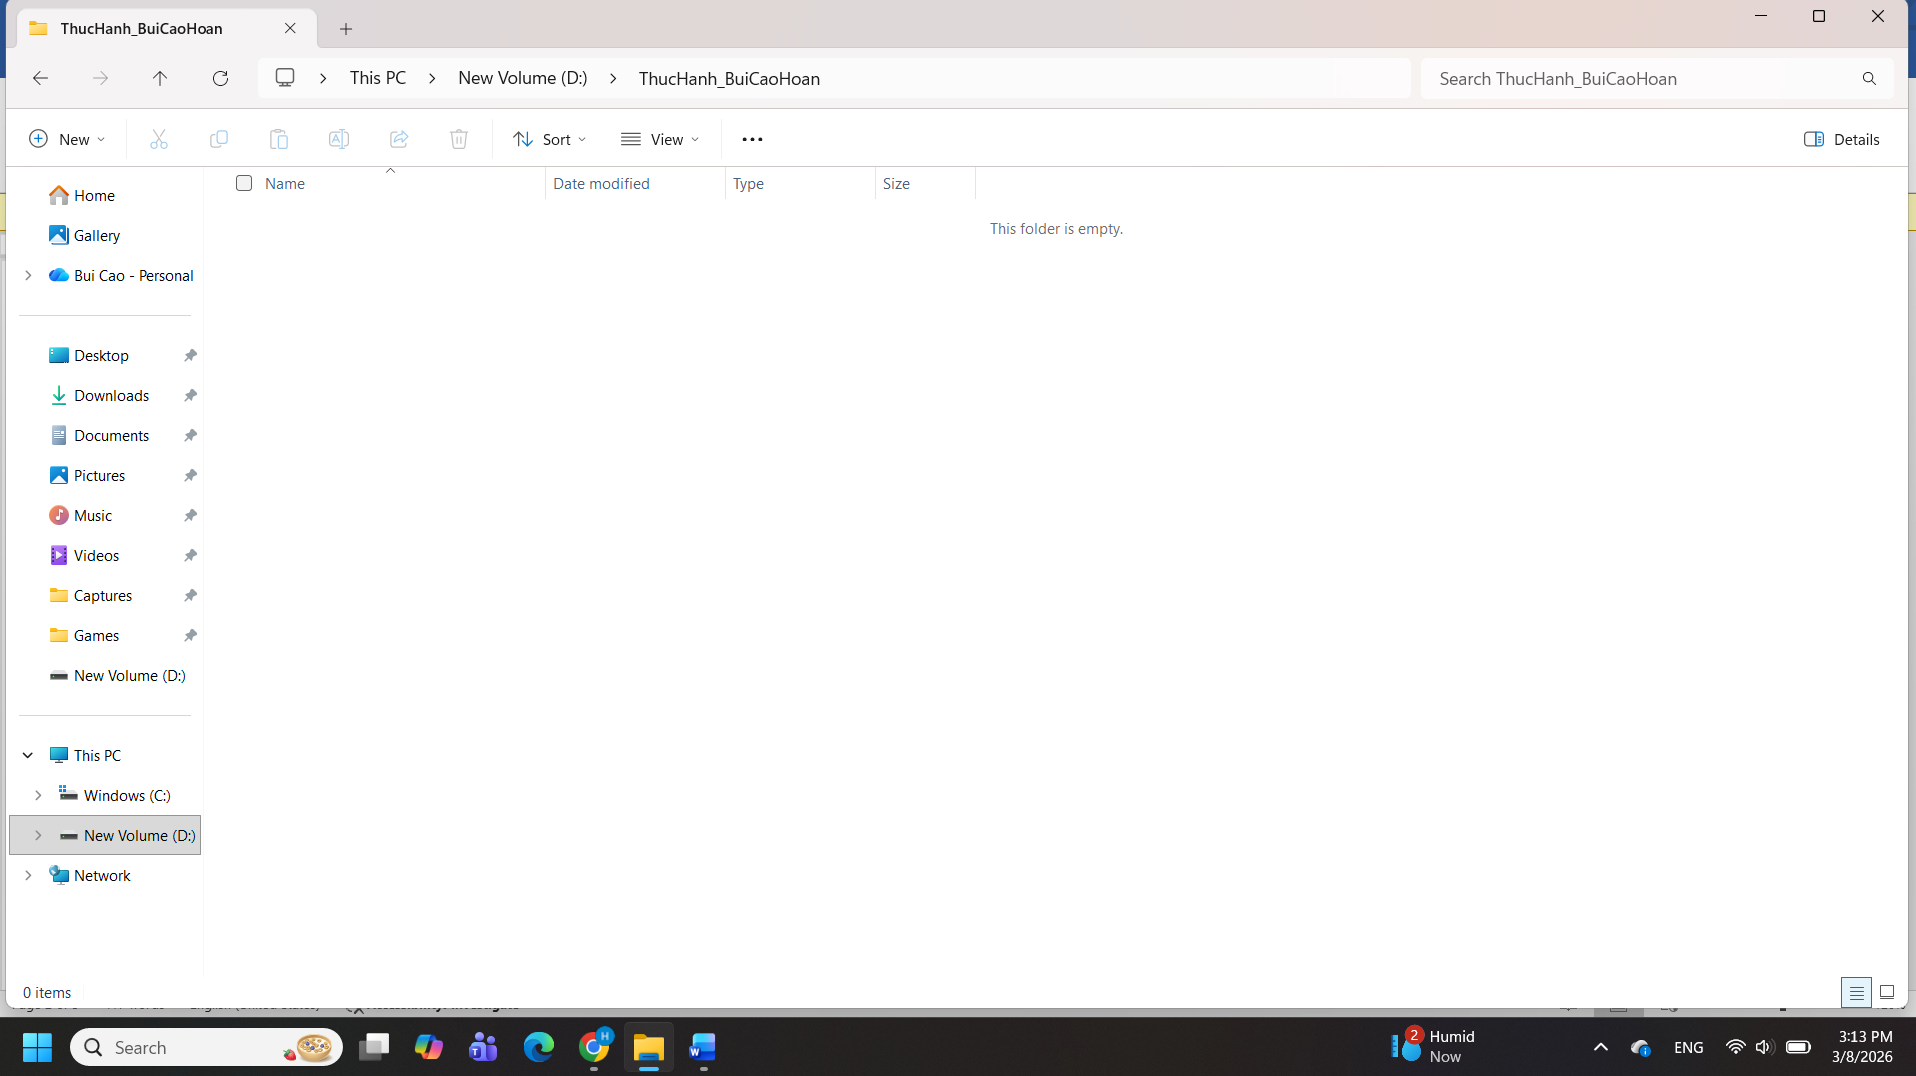 ThucHanh_BuiCaoHoan
This PC
New Volume (D:)
ThucHanh_BuiCaoHoan
Search ThucHanh_BuiCaoHoan
New
Sort
View
Details
Name
Date modified
Type
Size
This folder is empty.
Home
Gallery
Bui Cao - Personal
Desktop
Downloads
Documents
Pictures
Music
Videos
Captures
Games
New Volume (D:)
This PC
Windows (C:)
New Volume (D:)
Network
0 items
Search
H
2
Humid
Now
ENG
3:13 PM
3/8/2026